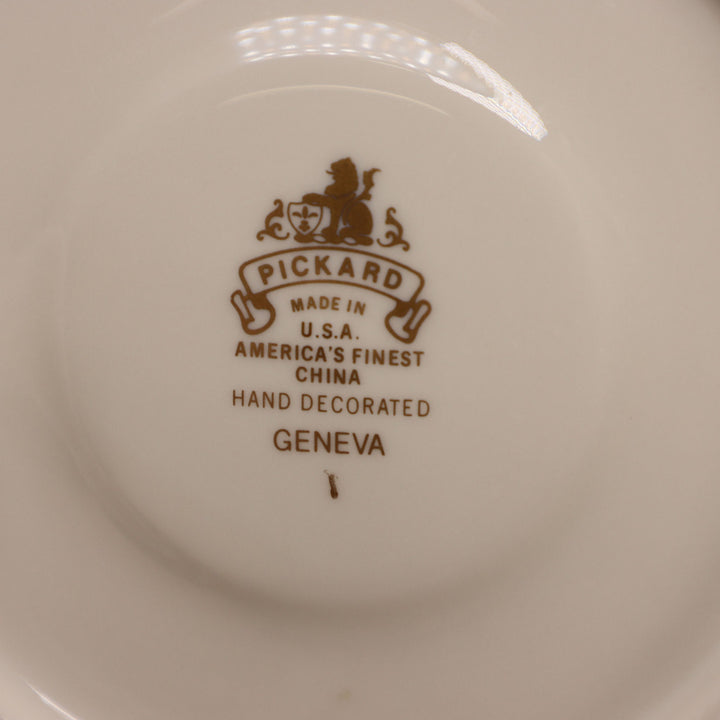 PICKARD
MADE IN
U.S.A.
AMERICA'S FINEST
CHINA
HAND DECORATED
GENEVA